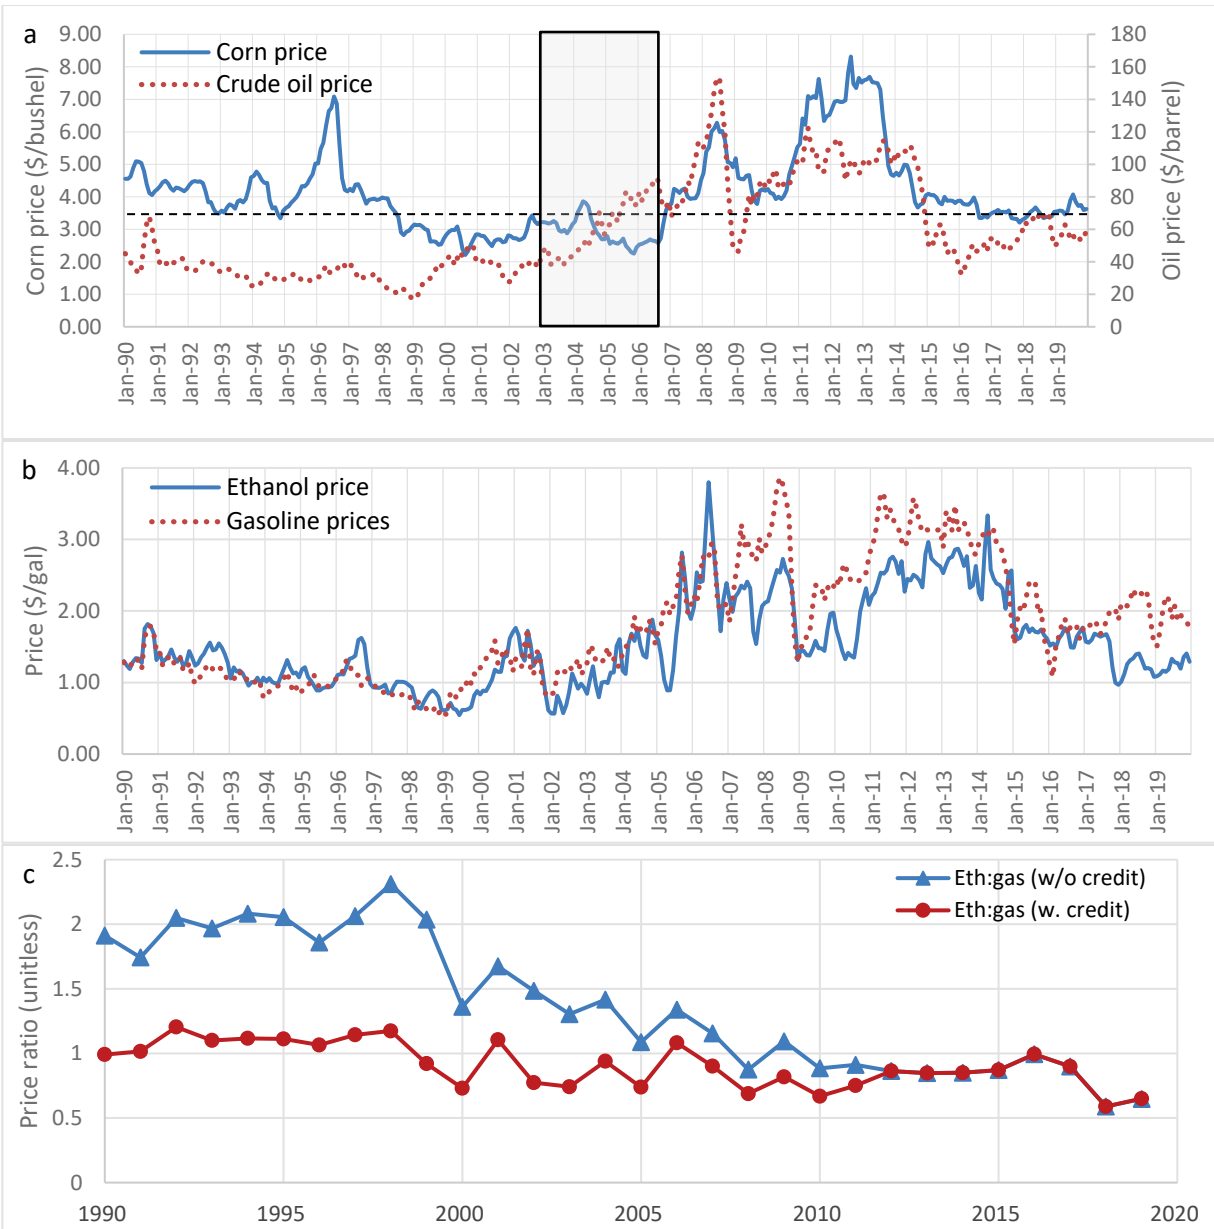 a
9.00
8.00
7.00
6.00
5.00
4.00
3.00
2.00
1.00
0.00
Corn price ($/bushel)
Corn price
Crude oil price
180
160
140
120
100
80
60
40
20
0
Oil price ($/barrel)
Jan-90
Jan-91
Jan-92
Jan-93
Jan-94
Jan-95
Jan-96
Jan-97
Jan-98
Jan-99
Jan-00
Jan-01
Jan-02
Jan-03
Jan-04
Jan-05
Jan-06
Jan-07
Jan-08
Jan-09
Jan-10
Jan-11
Jan-12
Jan-13
Jan-14
Jan-15
Jan-16
Jan-17
Jan-18
Jan-19
b
4.00
3.00
2.00
1.00
0.00
Price ($/gal)
Ethanol price
Gasoline prices
Jan-90
Jan-91
Jan-92
Jan-93
Jan-94
Jan-95
Jan-96
Jan-97
Jan-98
Jan-99
Jan-00
Jan-01
Jan-02
Jan-03
Jan-04
Jan-05
Jan-06
Jan-07
Jan-08
Jan-09
Jan-10
Jan-11
Jan-12
Jan-13
Jan-14
Jan-15
Jan-16
Jan-17
Jan-18
Jan-19
c
2.5
2
1.5
1
0.5
0
Price ratio (unitless)
Eth:gas (w/o credit)
Eth:gas (w. credit)
1990
1995
2000
2005
2010
2015
2020